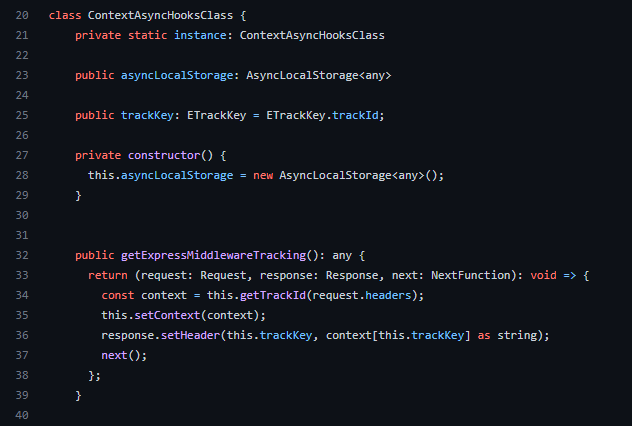 20 class ContextAsyncHooksClass {
21     private static instance: ContextAsyncHooksClass
22
23     public asyncLocalStorage: AsyncLocalStorage<any>
24
25     public trackKey: ETrackKey = ETrackKey.trackId;
26
27     private constructor() {
28       this.asyncLocalStorage = new AsyncLocalStorage<any>();
29     }
30
31
32     public getExpressMiddlewareTracking(): any {
33       return (request: Request, response: Response, next: NextFunction): void => {
34         const context = this.getTrackId(request.headers);
35         this.setContext(context);
36         response.setHeader(this.trackKey, context[this.trackKey] as string);
37         next();
38       };
39     }
40